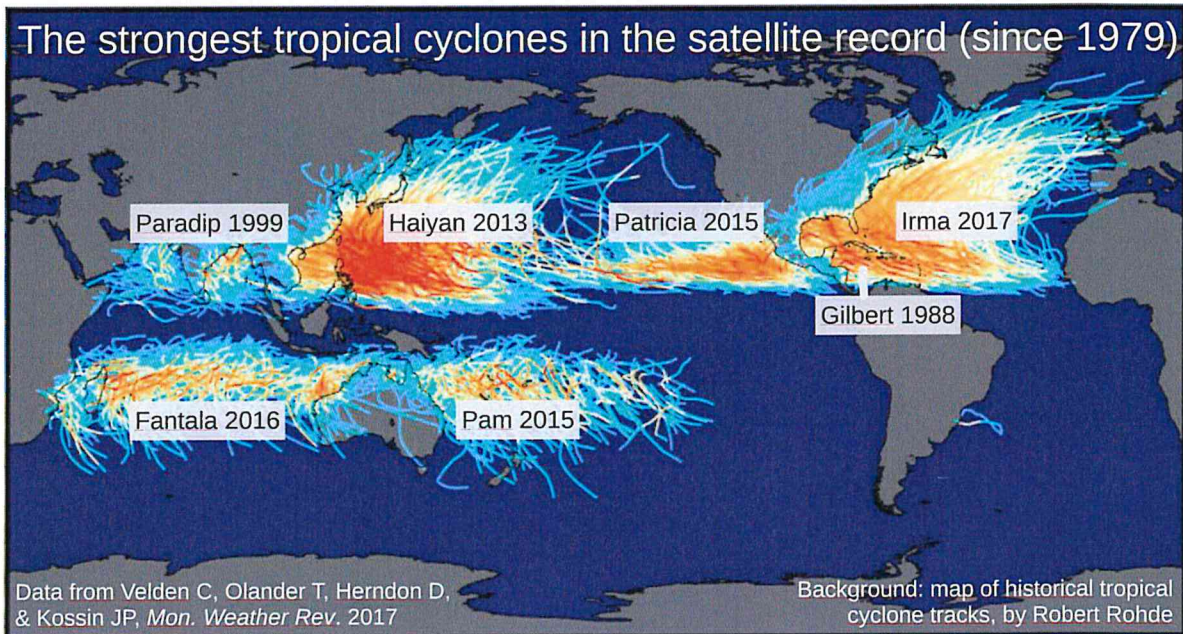 The strongest tropical cyclones in the satellite record (since 1979)
Paradip 1999
Haiyan 2013
Patricia 2015
Irma 2017
Gilbert 1988
Fantala 2016
Pam 2015
Data from Velden C, Olander T, Herndon D,
& Kossin JP, Mon. Weather Rev. 2017
Background: map of historical tropical
cyclone tracks, by Robert Rohde